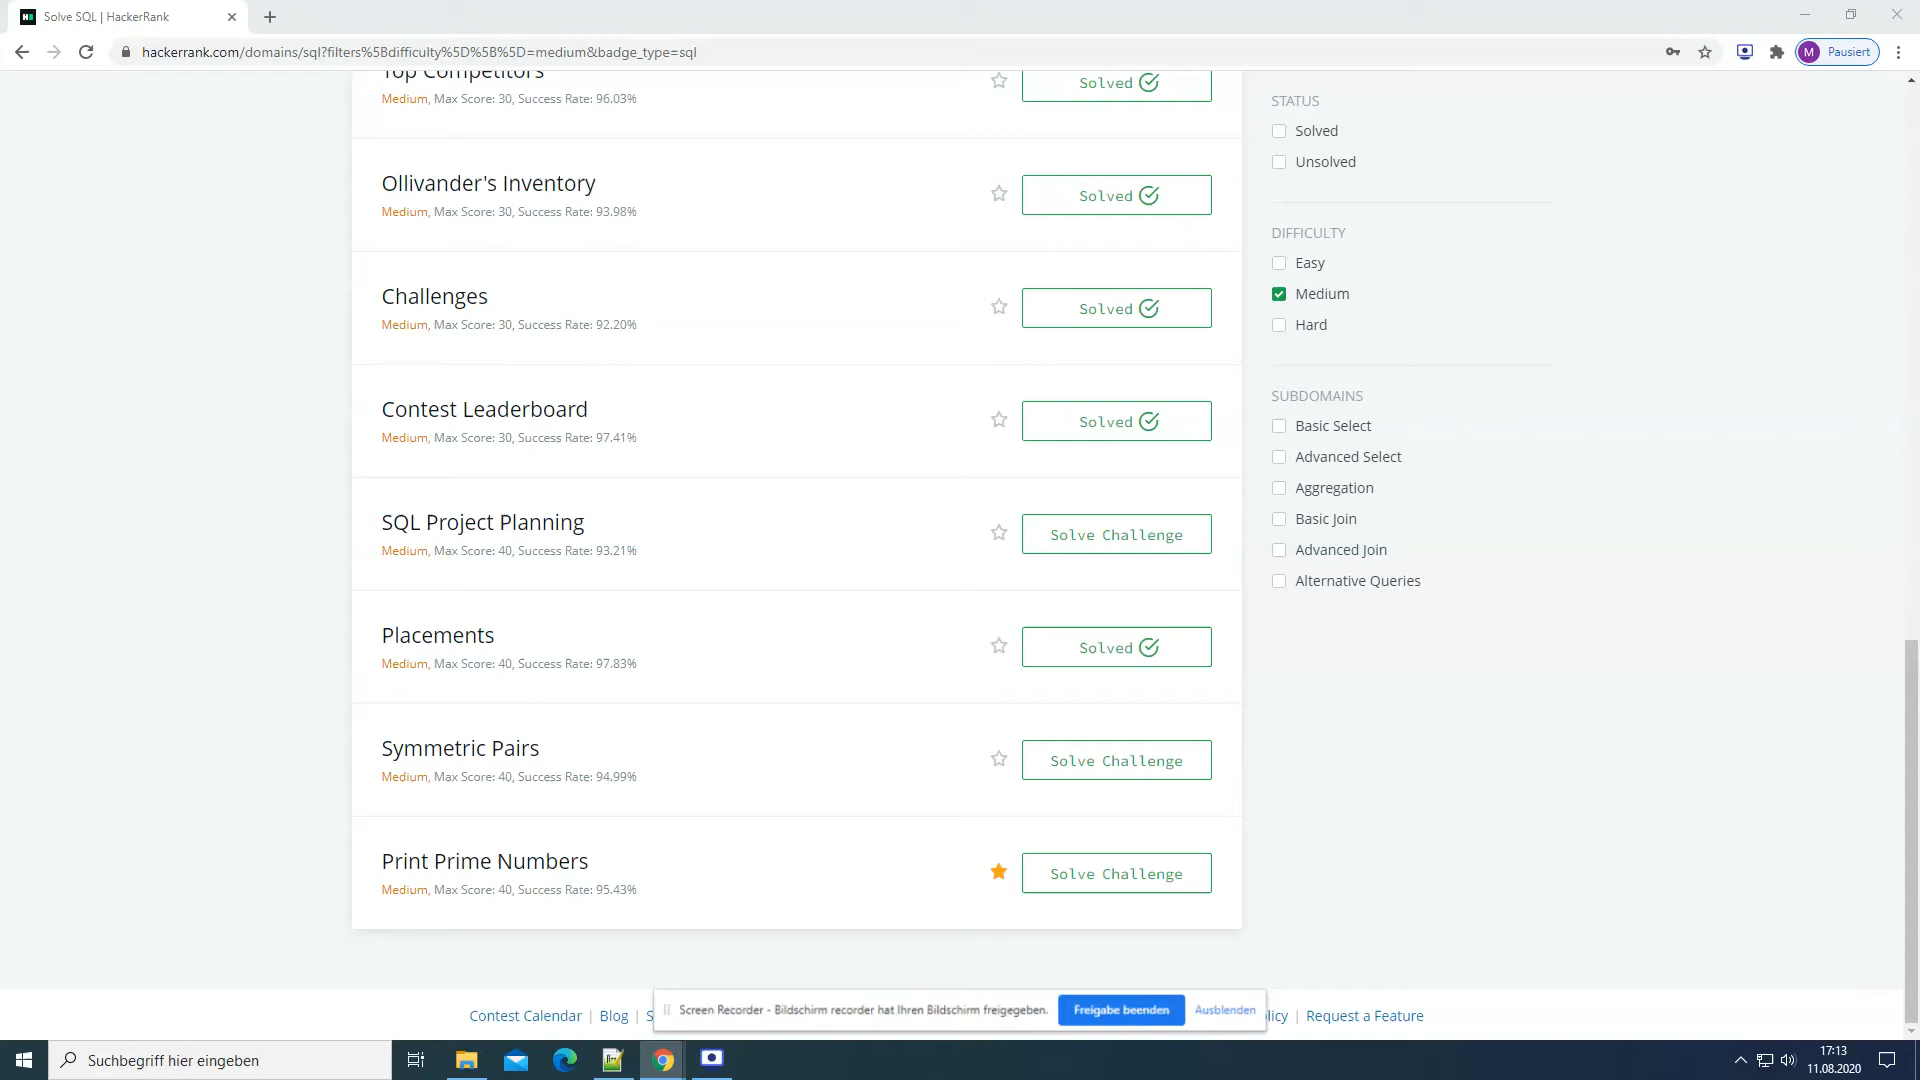 Solve SQL | HackerRank
hackerrank.com/domains/sql?filters%5Bdifficulty%5D%5B%5D=medium&badge_type=sql
M Pausiert
Top Competitors
Medium, Max Score: 30, Success Rate: 96.03%
Solved
Ollivander's Inventory
Medium, Max Score: 30, Success Rate: 93.98%
Solved
Challenges
Medium, Max Score: 30, Success Rate: 92.20%
Solved
Contest Leaderboard
Medium, Max Score: 30, Success Rate: 97.41%
Solved
SQL Project Planning
Medium, Max Score: 40, Success Rate: 93.21%
Solve Challenge
Placements
Medium, Max Score: 40, Success Rate: 97.83%
Solved
Symmetric Pairs
Medium, Max Score: 40, Success Rate: 94.99%
Solve Challenge
Print Prime Numbers
Medium, Max Score: 40, Success Rate: 95.43%
Solve Challenge
STATUS
Solved
Unsolved
DIFFICULTY
Easy
Medium
Hard
SUBDOMAINS
Basic Select
Advanced Select
Aggregation
Basic Join
Advanced Join
Alternative Queries
Contest Calendar | Blog | S
Screen Recorder - Bildschirm recorder hat Ihren Bildschirm freigegeben. Freigabe beenden Ausblenden
licy | Request a Feature
Suchbegriff hier eingeben
17:13
11.08.2020